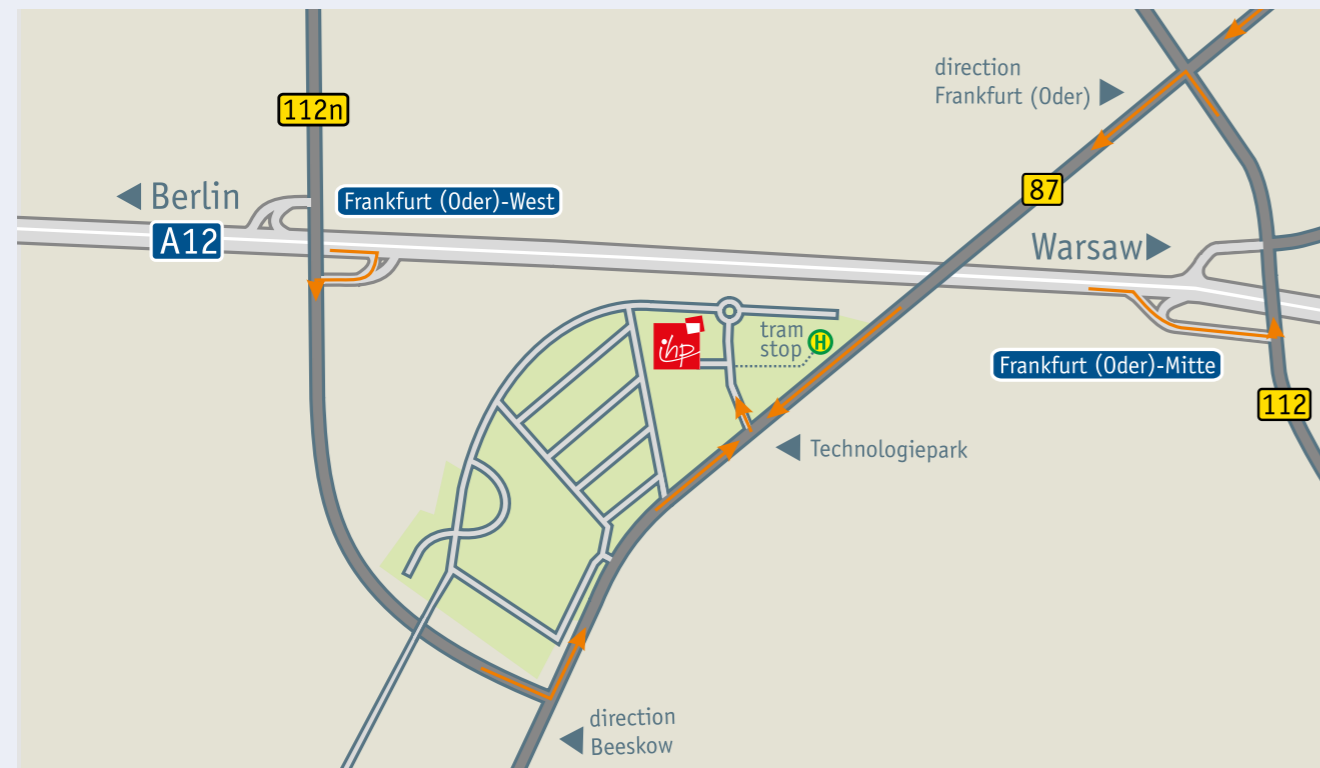 direction
Frankfurt (Oder)
112n
87
Berlin
Frankfurt (Oder)-West
A12
Warsaw
ihp
tram
stop
H
Frankfurt (Oder)-Mitte
112
Technologiepark
direction
Beeskow